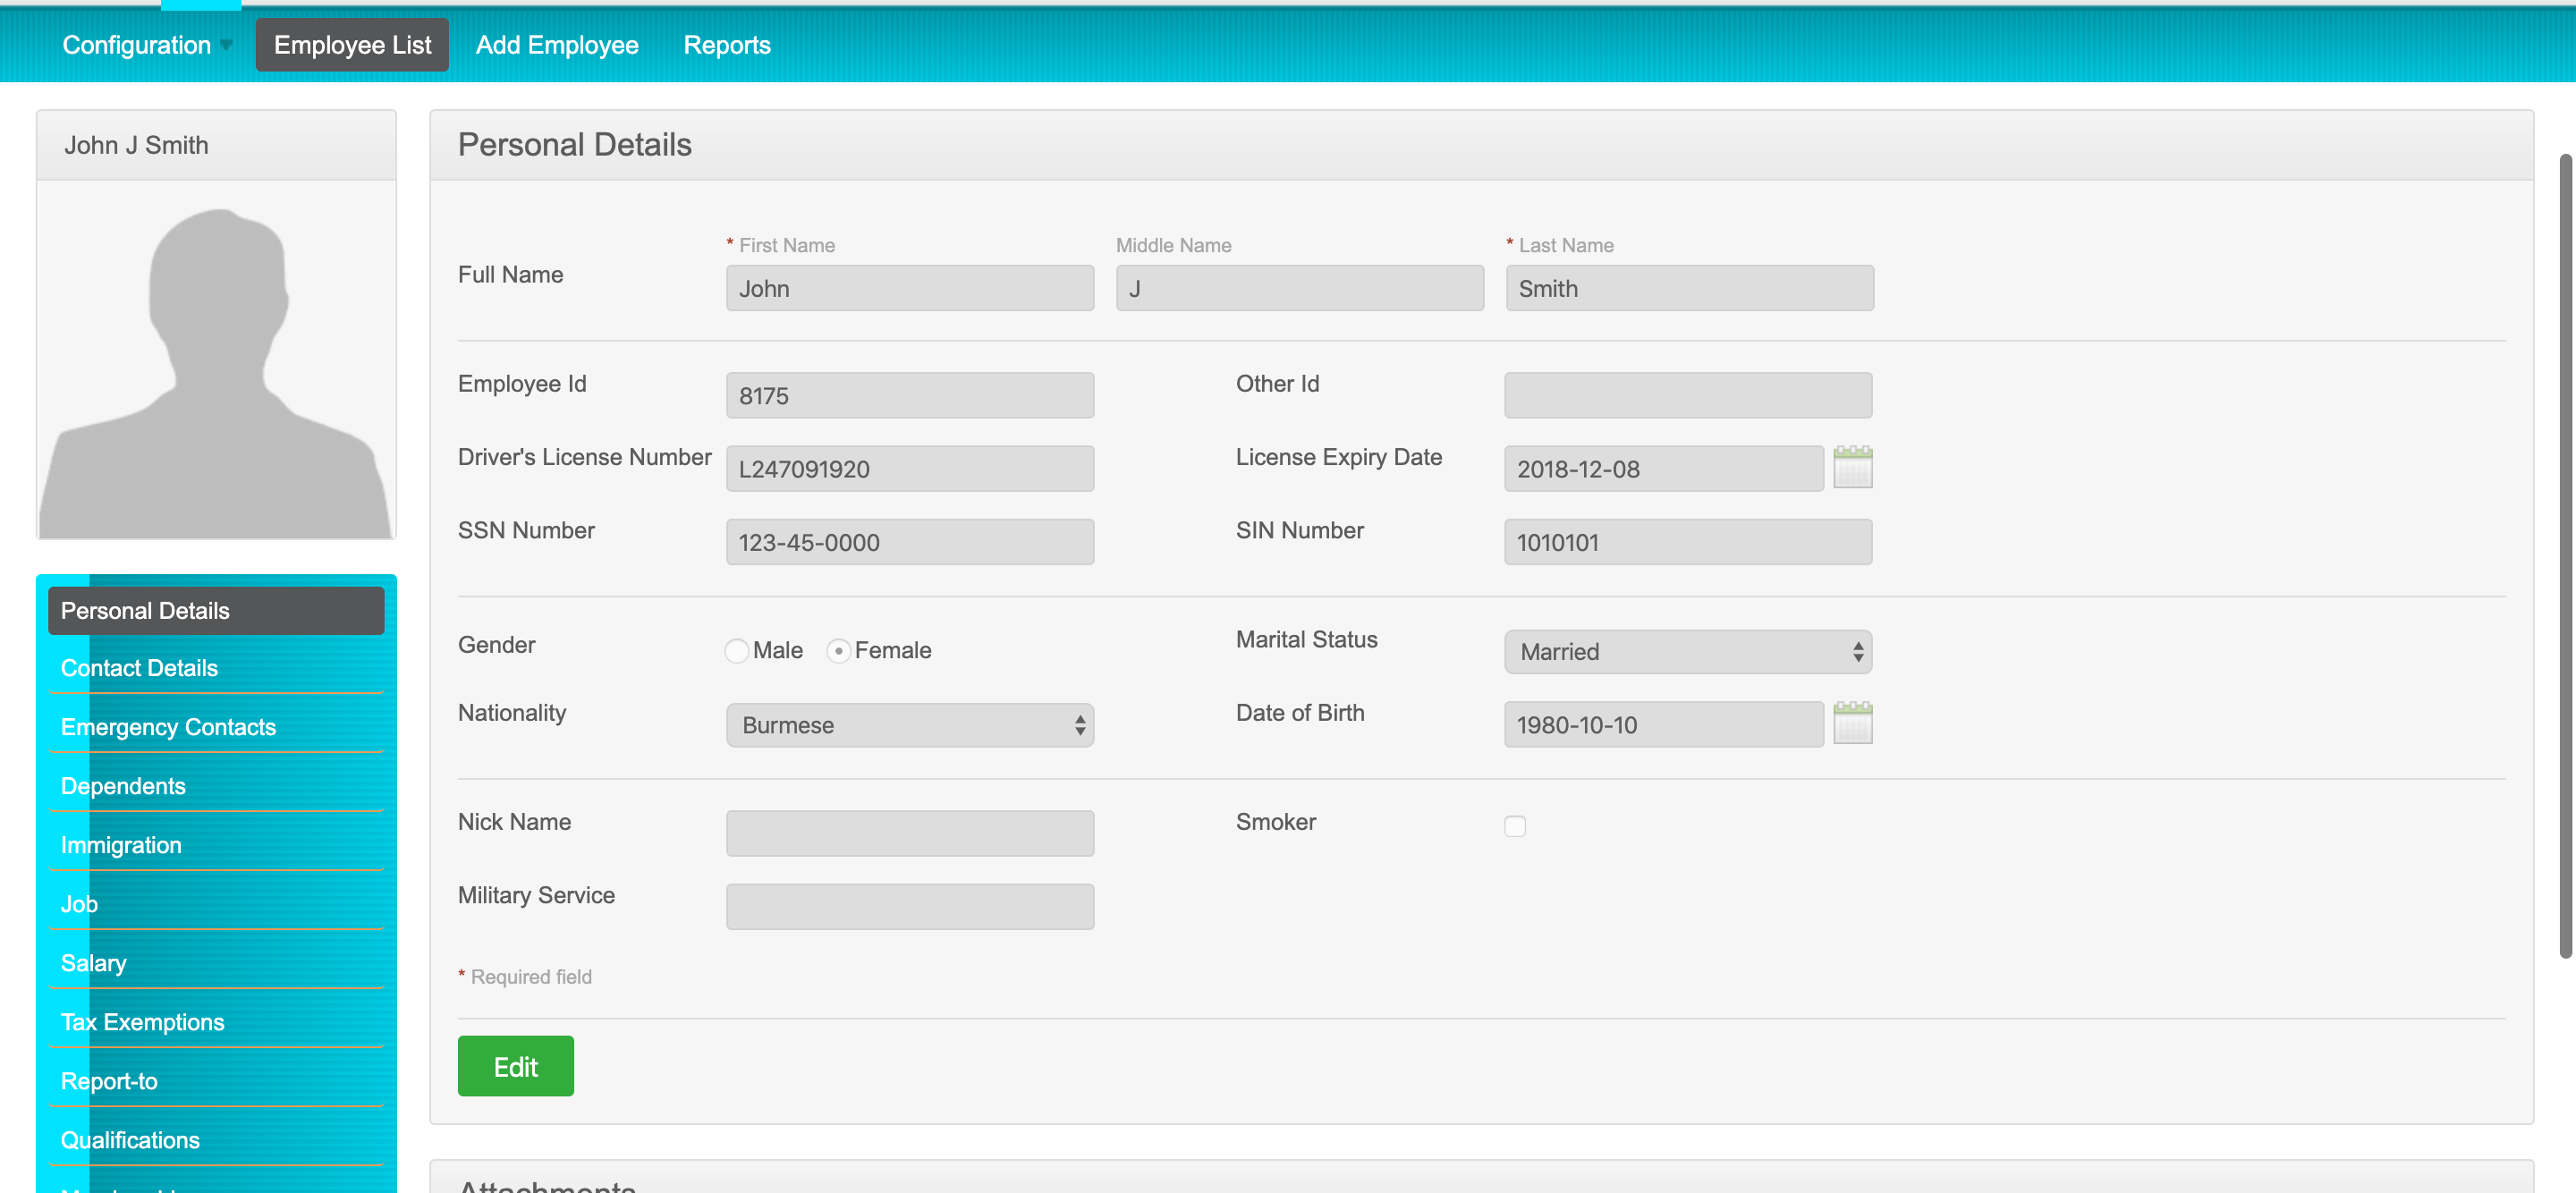 Configuration Employee List Add Employee Reports
John J Smith
Personal Details
Contact Details
Emergency Contacts
Dependents
Immigration
Job
Salary
Tax Exemptions
Report-to
Qualifications
Personal Details
* First Name Middle Name * Last Name
Full Name John J Smith
Employee Id 8175 Other Id
Driver's License Number L247091920 License Expiry Date 2018-12-08
SSN Number 123-45-0000 SIN Number 1010101
Gender Male Female Marital Status Married
Nationality Burmese Date of Birth 1980-10-10
Nick Name Smoker
Military Service
* Required field
Edit
Attachments